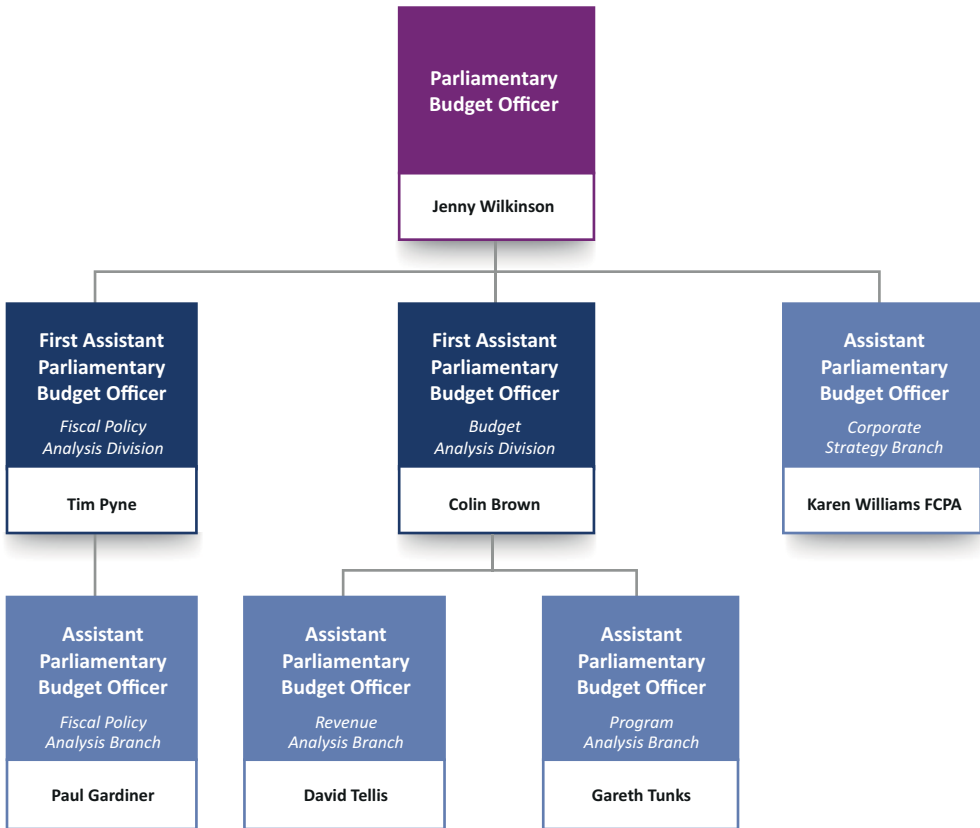 Parliamentary
Budget Officer
Jenny Wilkinson
First Assistant
Parliamentary
Budget Officer
Fiscal Policy
Analysis Division
Tim Pyne
First Assistant
Parliamentary
Budget Officer
Budget
Analysis Division
Colin Brown
Assistant
Parliamentary
Budget Officer
Corporate
Strategy Branch
Karen Williams FCPA
Assistant
Parliamentary
Budget Officer
Fiscal Policy
Analysis Branch
Paul Gardiner
Assistant
Parliamentary
Budget Officer
Revenue
Analysis Branch
David Tellis
Assistant
Parliamentary
Budget Officer
Program
Analysis Branch
Gareth Tunks